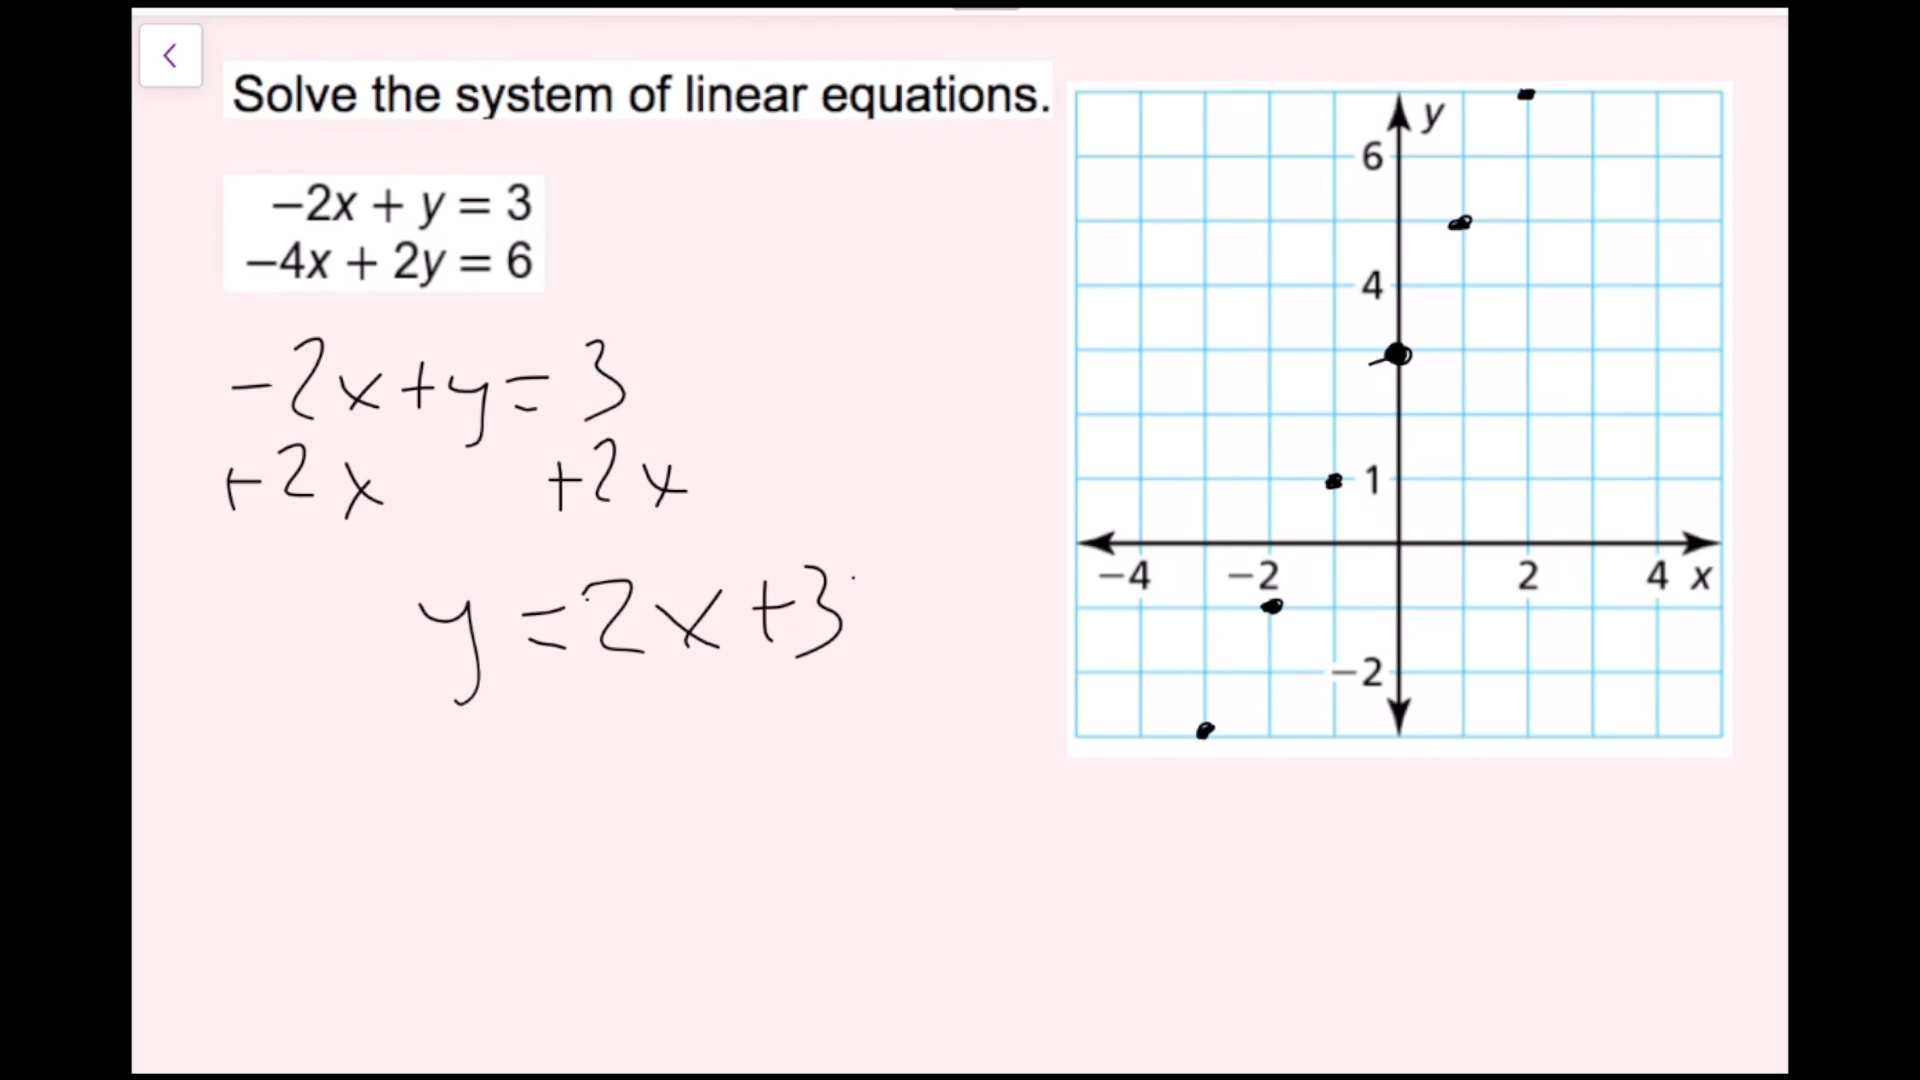 Solve the system of linear equations.
−2x + y = 3
−4x + 2y = 6
-2x+y=3
+2x +2x
y=2x+3
y
6
4
1
−4 −2 2 4 x
−2